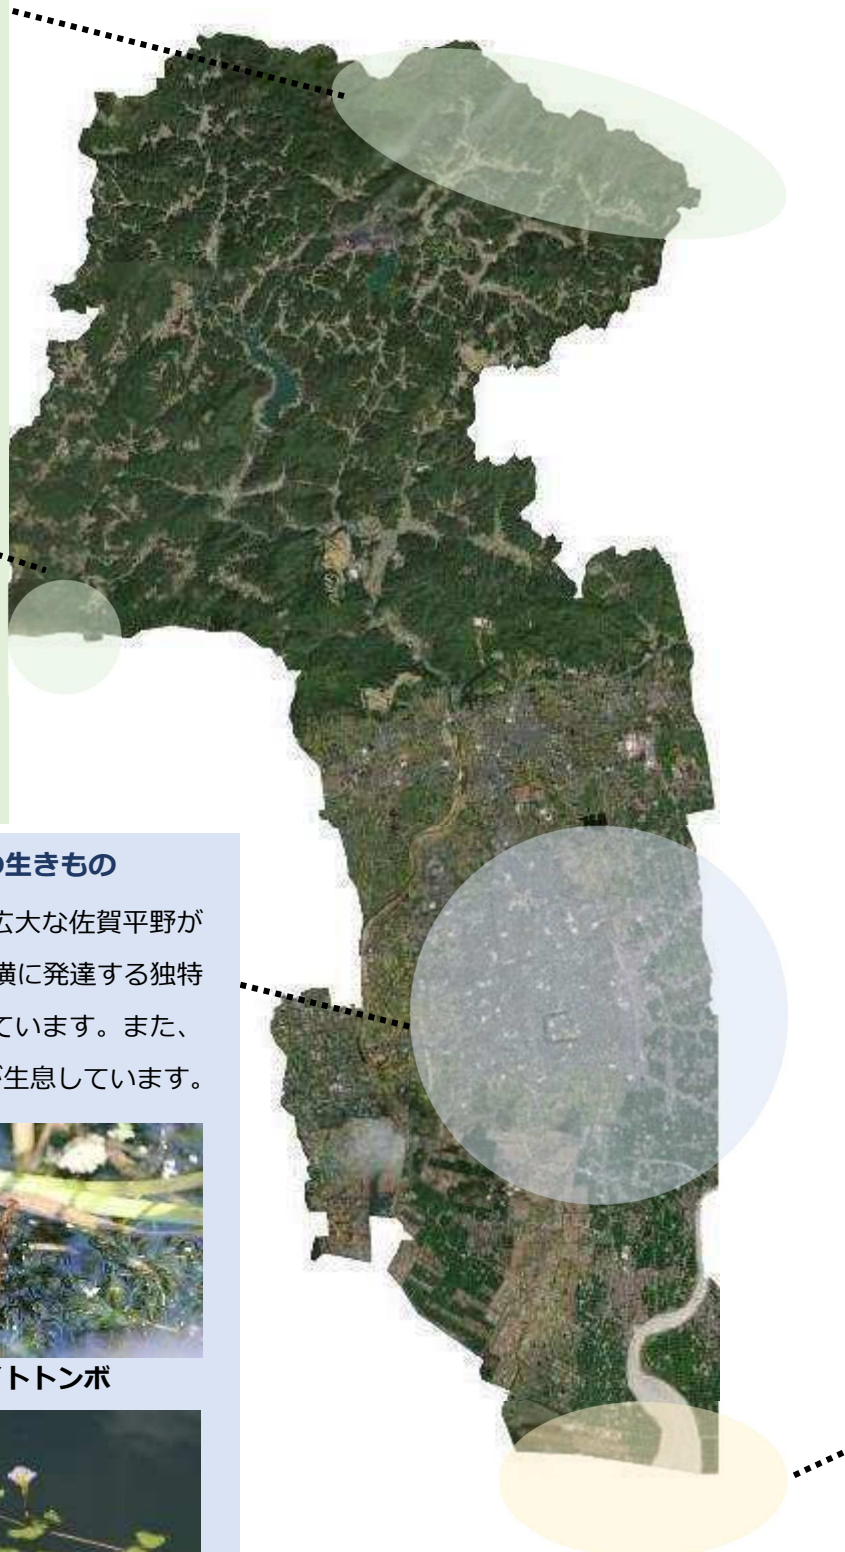 の生きもの
広大な佐賀平野が
横に発達する独特
ています。また、
が生息しています。
イトトンボ